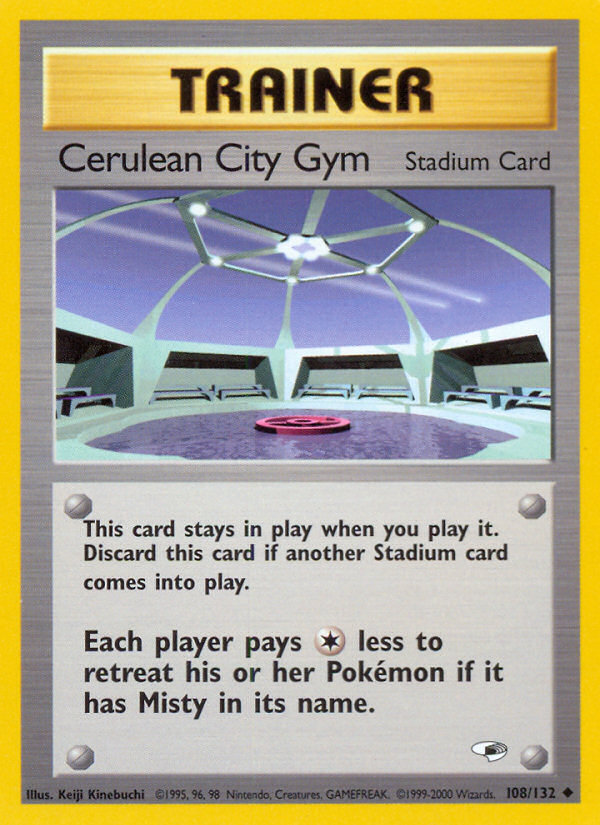 TRAINER
Cerulean City Gym Stadium Card
This card stays in play when you play it.
Discard this card if another Stadium card
comes into play.
Each player pays less to
retreat his or her Pokémon if it
has Misty in its name.
Illus. Keiji Kinebuchi ©1995, 96, 98 Nintendo, Creatures, GAMEFREAK. ©1999-2000 Wizards. 108/132